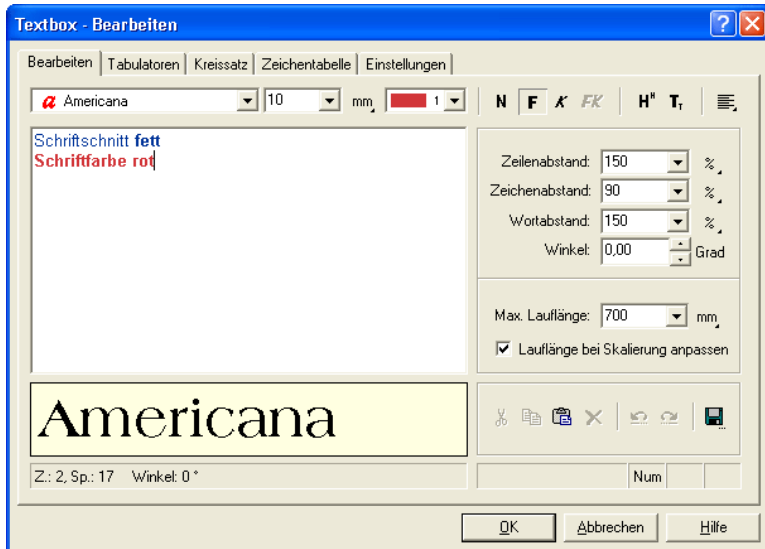 Textbox - Bearbeiten
Bearbeiten Tabulatoren Kreissatz Zeichentabelle Einstellungen
a Americana 10 mm 1 N F K FK H^H T_T
Schriftschnitt fett
Schriftfarbe rot
Zeilenabstand: 150 %
Zeichenabstand: 90 %
Wortabstand: 150 %
Winkel: 0,00 Grad
Max. Lauflänge: 700 mm
Lauflänge bei Skalierung anpassen
Americana
Z.: 2, Sp.: 17 Winkel: 0 ° Num
OK Abbrechen Hilfe